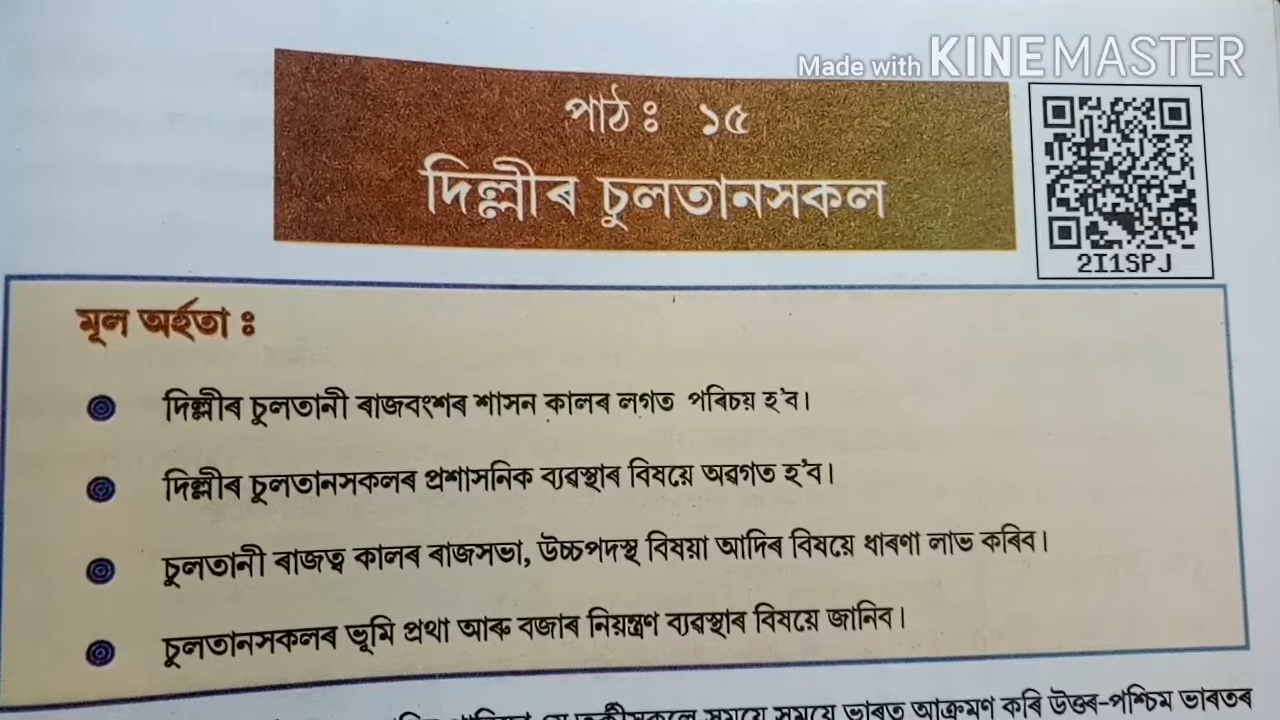 Made with KINEMASTER
পাঠ ঃ ১৫
দিল্লীৰ চুলতানসকল
2I1SPJ
মূল অৰ্হতা ঃ
দিল্লীৰ চুলতানী ৰাজবংশৰ শাসন কালৰ লগত পৰিচয় হ'ব।
দিল্লীৰ চুলতানসকলৰ প্ৰশাসনিক ব্যৱস্থাৰ বিষয়ে অৱগত হ'ব।
চুলতানী ৰাজত্ব কালৰ ৰাজসভা, উচ্চপদস্থ বিষয়া আদিৰ বিষয়ে ধাৰণা লাভ কৰিব।
চুলতানসকলৰ ভূমি প্ৰথা আৰু বজাৰ নিয়ন্ত্ৰণ ব্যৱস্থাৰ বিষয়ে জানিব।
সময়ে সময়ে ভাৰত আক্ৰমণ কৰি উত্তৰ-পশ্চিম ভাৰতৰ